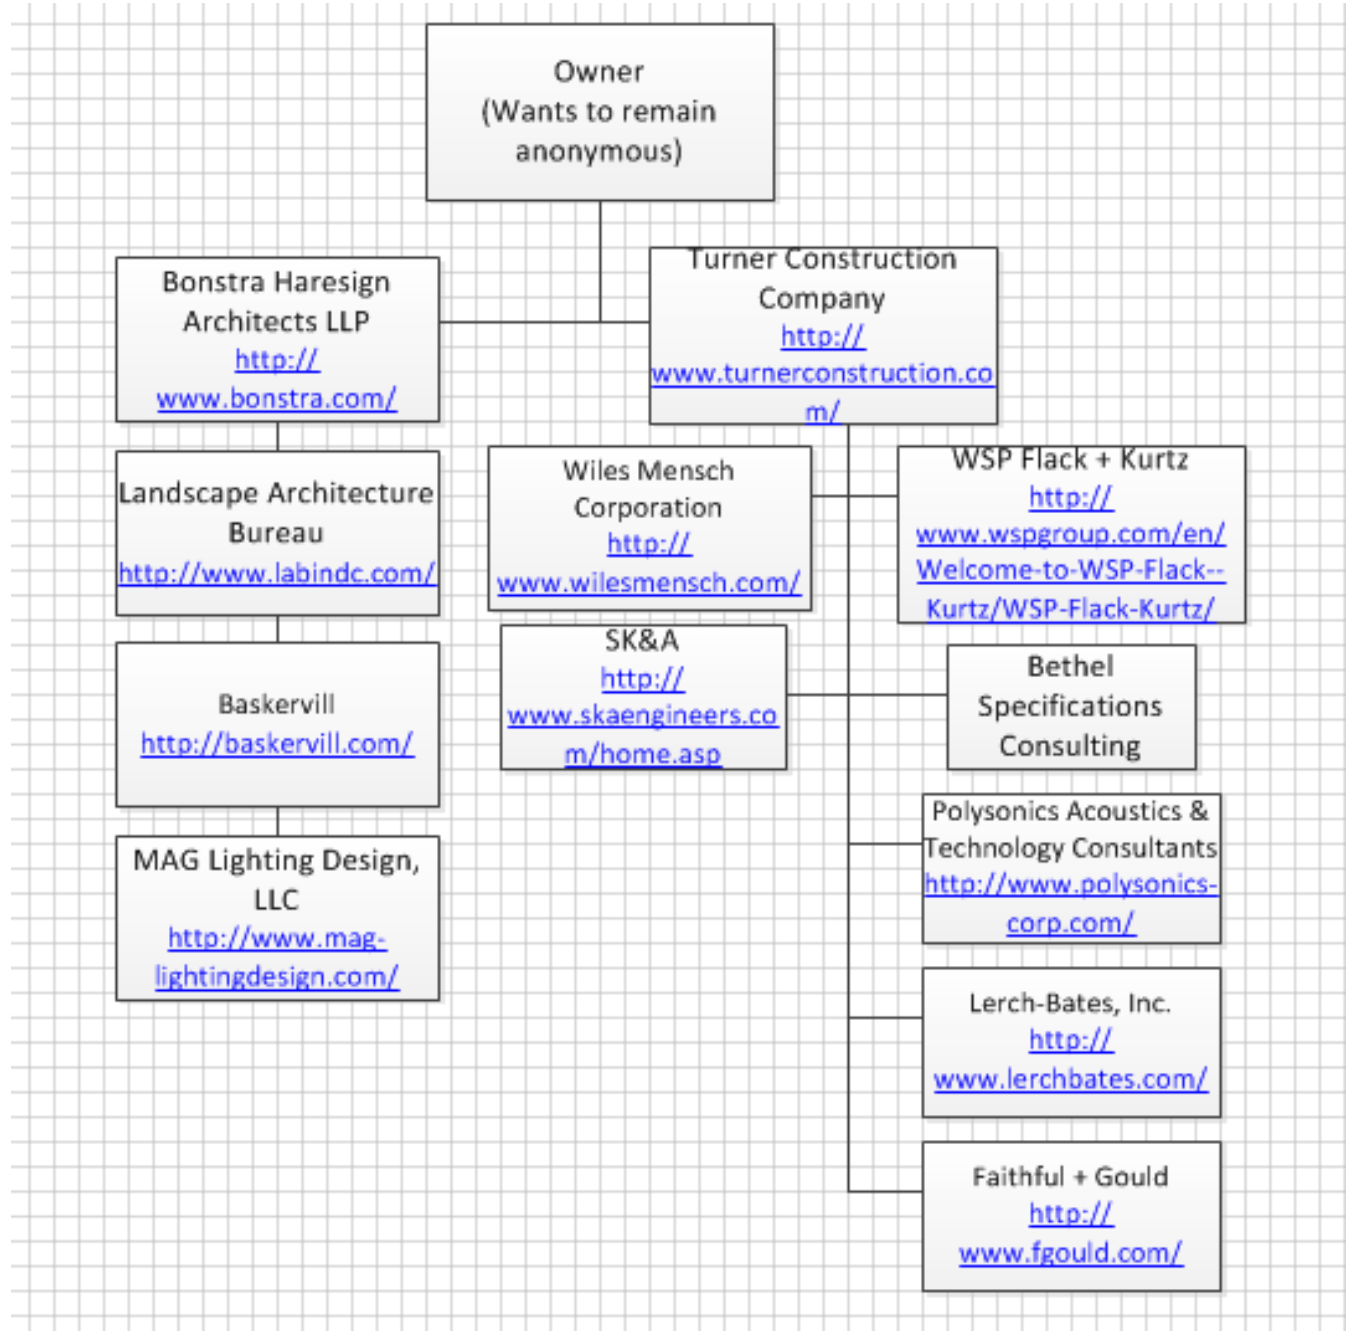 Owner
(Wants to remain
anonymous)
Bonstra Haresign
Architects LLP
http://
www.bonstra.com/
Turner Construction
Company
http://
www.turnerconstruction.co
m/
Landscape Architecture
Bureau
http://www.labindc.com/
Baskervill
http://baskervill.com/
MAG Lighting Design,
LLC
http://www.mag-
lightingdesign.com/
Wiles Mensch
Corporation
http://
www.wilesmensch.com/
WSP Flack + Kurtz
http://
www.wspgroup.com/en/
Welcome-to-WSP-Flack--
Kurtz/WSP-Flack-Kurtz/
SK&A
http://
www.skaengineers.co
m/home.asp
Bethel
Specifications
Consulting
Polysonics Acoustics &
Technology Consultants
http://www.polysonics-
corp.com/
Lerch-Bates, Inc.
http://
www.lerchbates.com/
Faithful + Gould
http://
www.fgould.com/